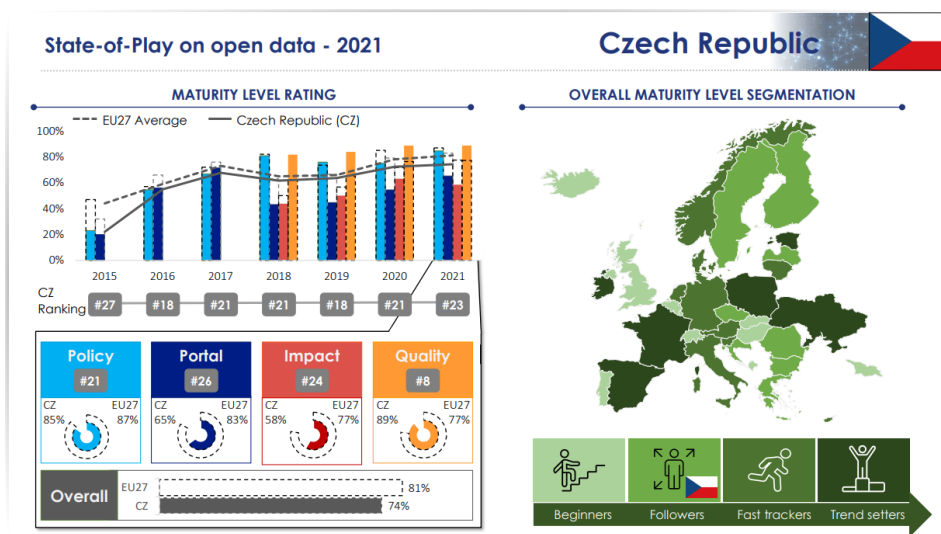 State-of-Play on open data - 2021
Czech Republic
MATURITY LEVEL RATING
EU27 Average
Czech Republic (CZ)
100%
80%
60%
40%
20%
0%
2015 2016 2017 2018 2019 2020 2021
CZ
Ranking
#27 #18 #21 #21 #18 #21 #23
Policy
#21
CZ EU27
85% 87%
Portal
#26
CZ EU27
65% 83%
Impact
#24
CZ EU27
58% 77%
Quality
#8
CZ EU27
89% 77%
Overall
EU27 81%
CZ 74%
OVERALL MATURITY LEVEL SEGMENTATION
Beginners Followers Fast trackers Trend setters